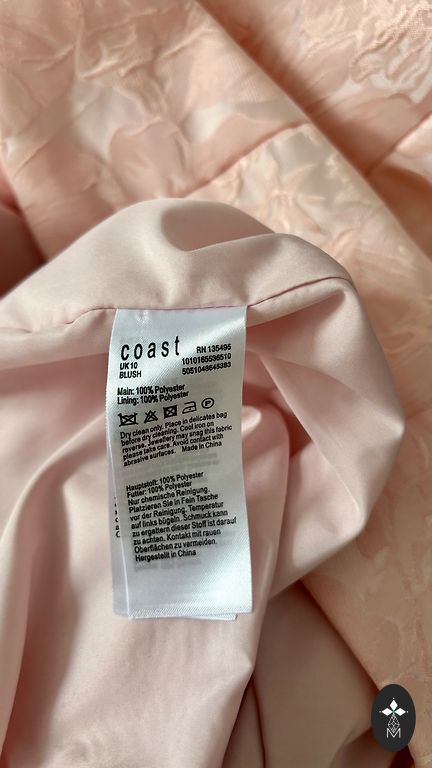 coast
RN 135495
UK10
1010165536510
BLUSH
5051048645383
Main: 100% Polyester
Lining: 100% Polyester
P
Dry clean only. Place in delicates bag
before dry cleaning. Cool iron on
reverse. Jewellery may snag this fabric
please take care. Avoid contact with
abrasive surfaces. Made in China
Hauptstoff: 100% Polyester
Futter: 100% Polyester
Nur chemische Reinigung.
Platzieren Sie in Fein Tasche
vor der Reinigung. Temperatur
auf links bügeln. Schmuck kann
zu ergettern dieser Stoff ist darauf
zu achten. Kontakt mit rauen
Oberflächen zu vermeiden.
Hergestellt in China
M